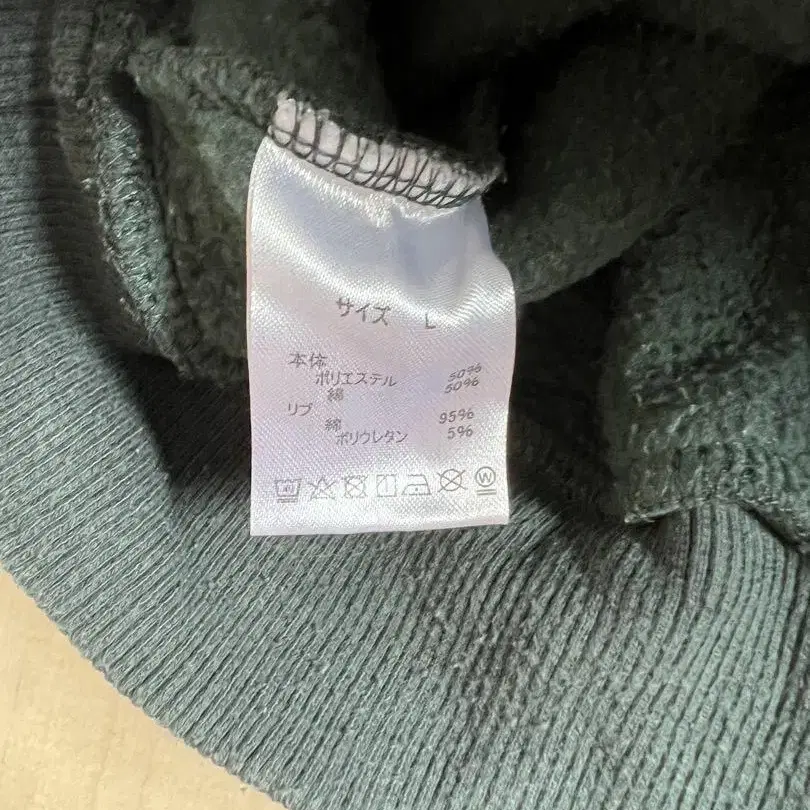 サイズ L
本体
ポリエステル 50%
綿 50%
リブ
綿 95%
ポリウレタン 5%
W